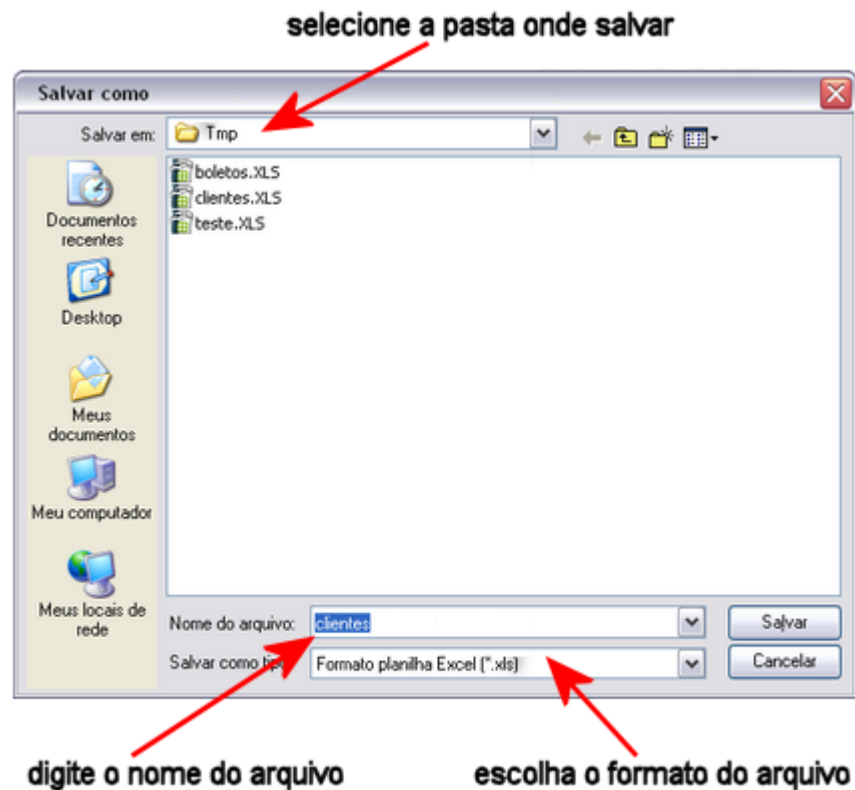 selecione a pasta onde salvar
Salvar como
Salvar em:
Tmp
boletos.XLS
clientes.XLS
teste.XLS
Documentos
recentes
Desktop
Meus
documentos
Meu computador
Meus locais de
rede
Nome do arquivo:
clientes
Salvar
Salvar como tipo
Formato planilha Excel (*.xls)
Cancelar
digite o nome do arquivo
escolha o formato do arquivo